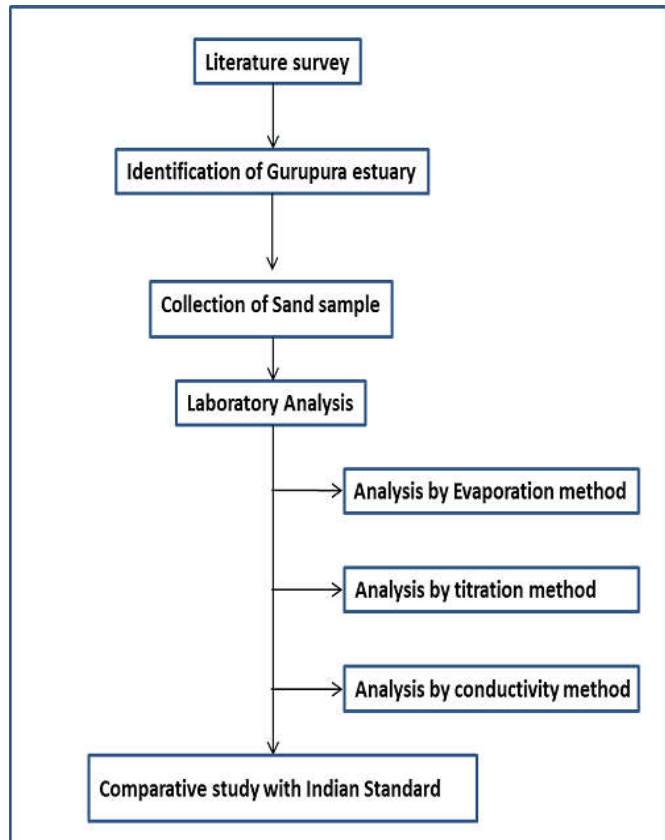 Literature survey
Identification of Gurupura estuary
Collection of Sand sample
Laboratory Analysis
Analysis by Evaporation method
Analysis by titration method
Analysis by conductivity method
Comparative study with Indian Standard